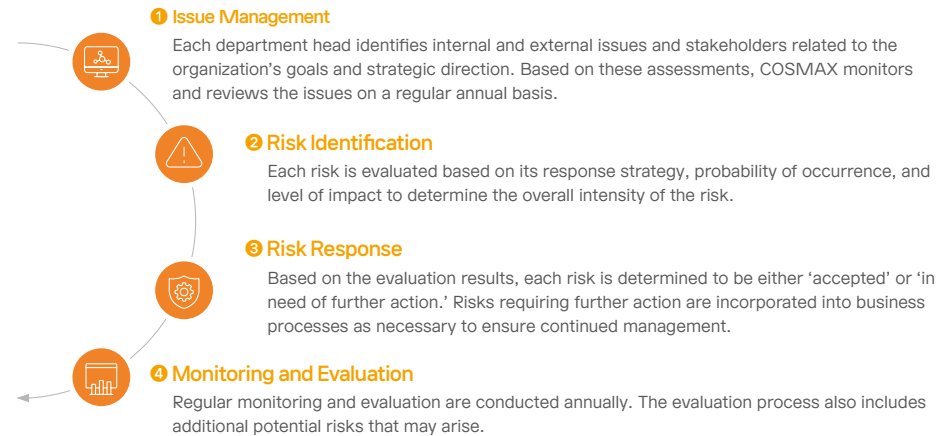 ❶ Issue Management
Each department head identifies internal and external issues and stakeholders related to the
organization's goals and strategic direction. Based on these assessments, COSMAX monitors
and reviews the issues on a regular annual basis.
❷ Risk Identification
Each risk is evaluated based on its response strategy, probability of occurrence, and
level of impact to determine the overall intensity of the risk.
❸ Risk Response
Based on the evaluation results, each risk is determined to be either ‘accepted’ or ‘in
need of further action.’ Risks requiring further action are incorporated into business
processes as necessary to ensure continued management.
❹ Monitoring and Evaluation
Regular monitoring and evaluation are conducted annually. The evaluation process also includes
additional potential risks that may arise.